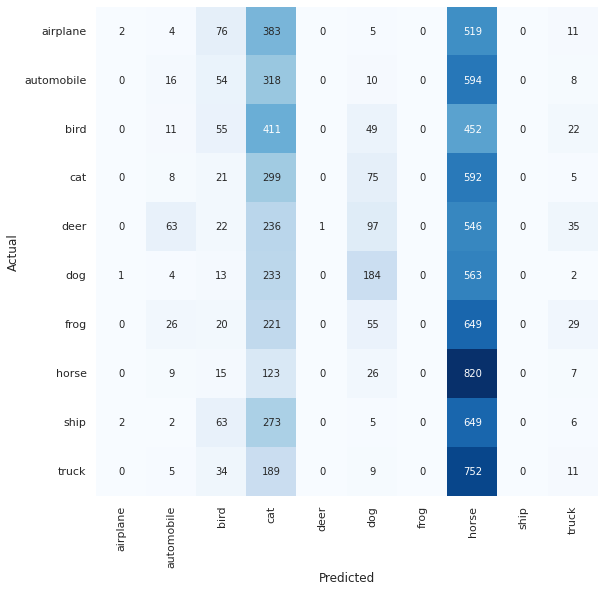 airplane 2 4 76 383 0 5 0 519 0 11
automobile 0 16 54 318 0 10 0 594 0 8
bird 0 11 55 411 0 49 0 452 0 22
cat 0 8 21 299 0 75 0 592 0 5
deer 0 63 22 236 1 97 0 546 0 35
dog 1 4 13 233 0 184 0 563 0 2
frog 0 26 20 221 0 55 0 649 0 29
horse 0 9 15 123 0 26 0 820 0 7
ship 2 2 63 273 0 5 0 649 0 6
truck 0 5 34 189 0 9 0 752 0 11
Actual
airplane automobile bird cat deer dog frog horse ship truck
Predicted